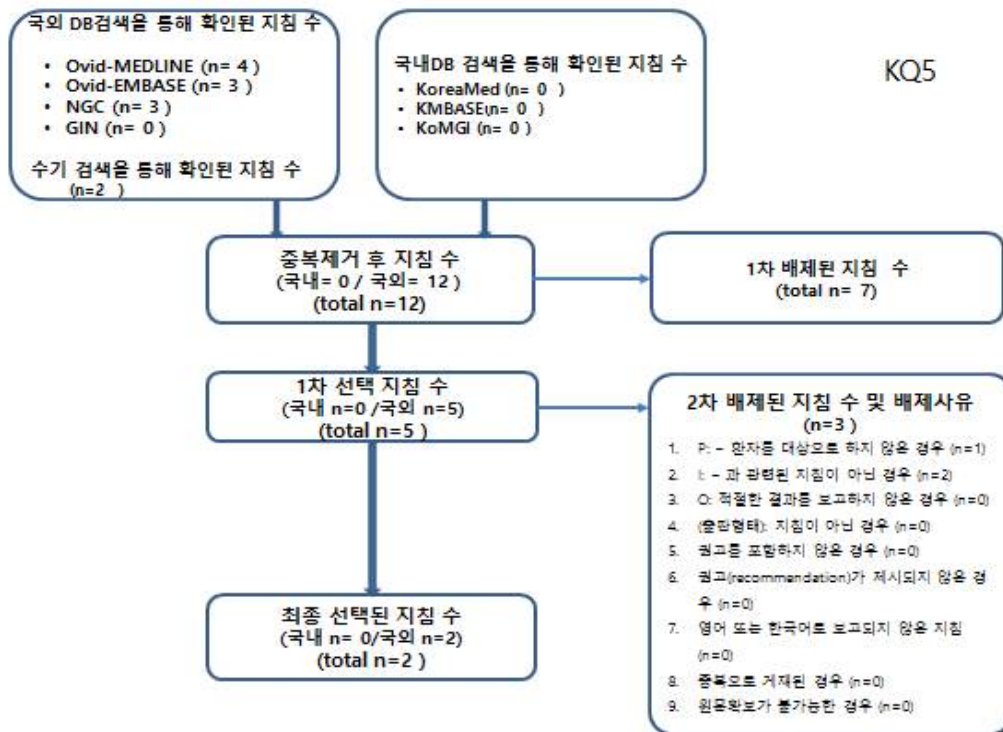 국외 DB검색을 통해 확인된 지침 수
• Ovid-MEDLINE (n= 4 )
• Ovid-EMBASE (n= 3 )
• NGC (n= 3 )
• GIN (n= 0 )
수기 검색을 통해 확인된 지침 수
(n=2 )
국내DB 검색을 통해 확인된 지침 수
• KoreaMed (n= 0 )
• KMBASE(n= 0 )
• KoMGI (n= 0 )
KQ5
중복제거 후 지침 수
(국내= 0 / 국외= 12 )
(total n=12)
1차 배제된 지침 수
(total n= 7)
1차 선택 지침 수
(국내 n=0 /국외 n=5)
(total n=5 )
2차 배제된 지침 수 및 배제사유
(n=3 )
1. P: – 환자를 대상으로 하지 않은 경우 (n=1)
2. I: – 과 관련된 지침이 아닌 경우 (n=2)
3. O: 적절한 결과를 보고하지 않은 경우 (n=0)
4. (출판형태): 지침이 아닌 경우 (n=0)
5. 권고를 포함하지 않은 경우 (n=0)
6. 권고(recommendation)가 제시되지 않은 경
우 (n=0)
7. 영어 또는 한국어로 보고되지 않은 지침
(n=0)
8. 중복으로 게재된 경우 (n=0)
9. 원문확보가 불가능한 경우 (n=0)
최종 선택된 지침 수
(국내 n= 0/국외 n=2)
(total n=2 )